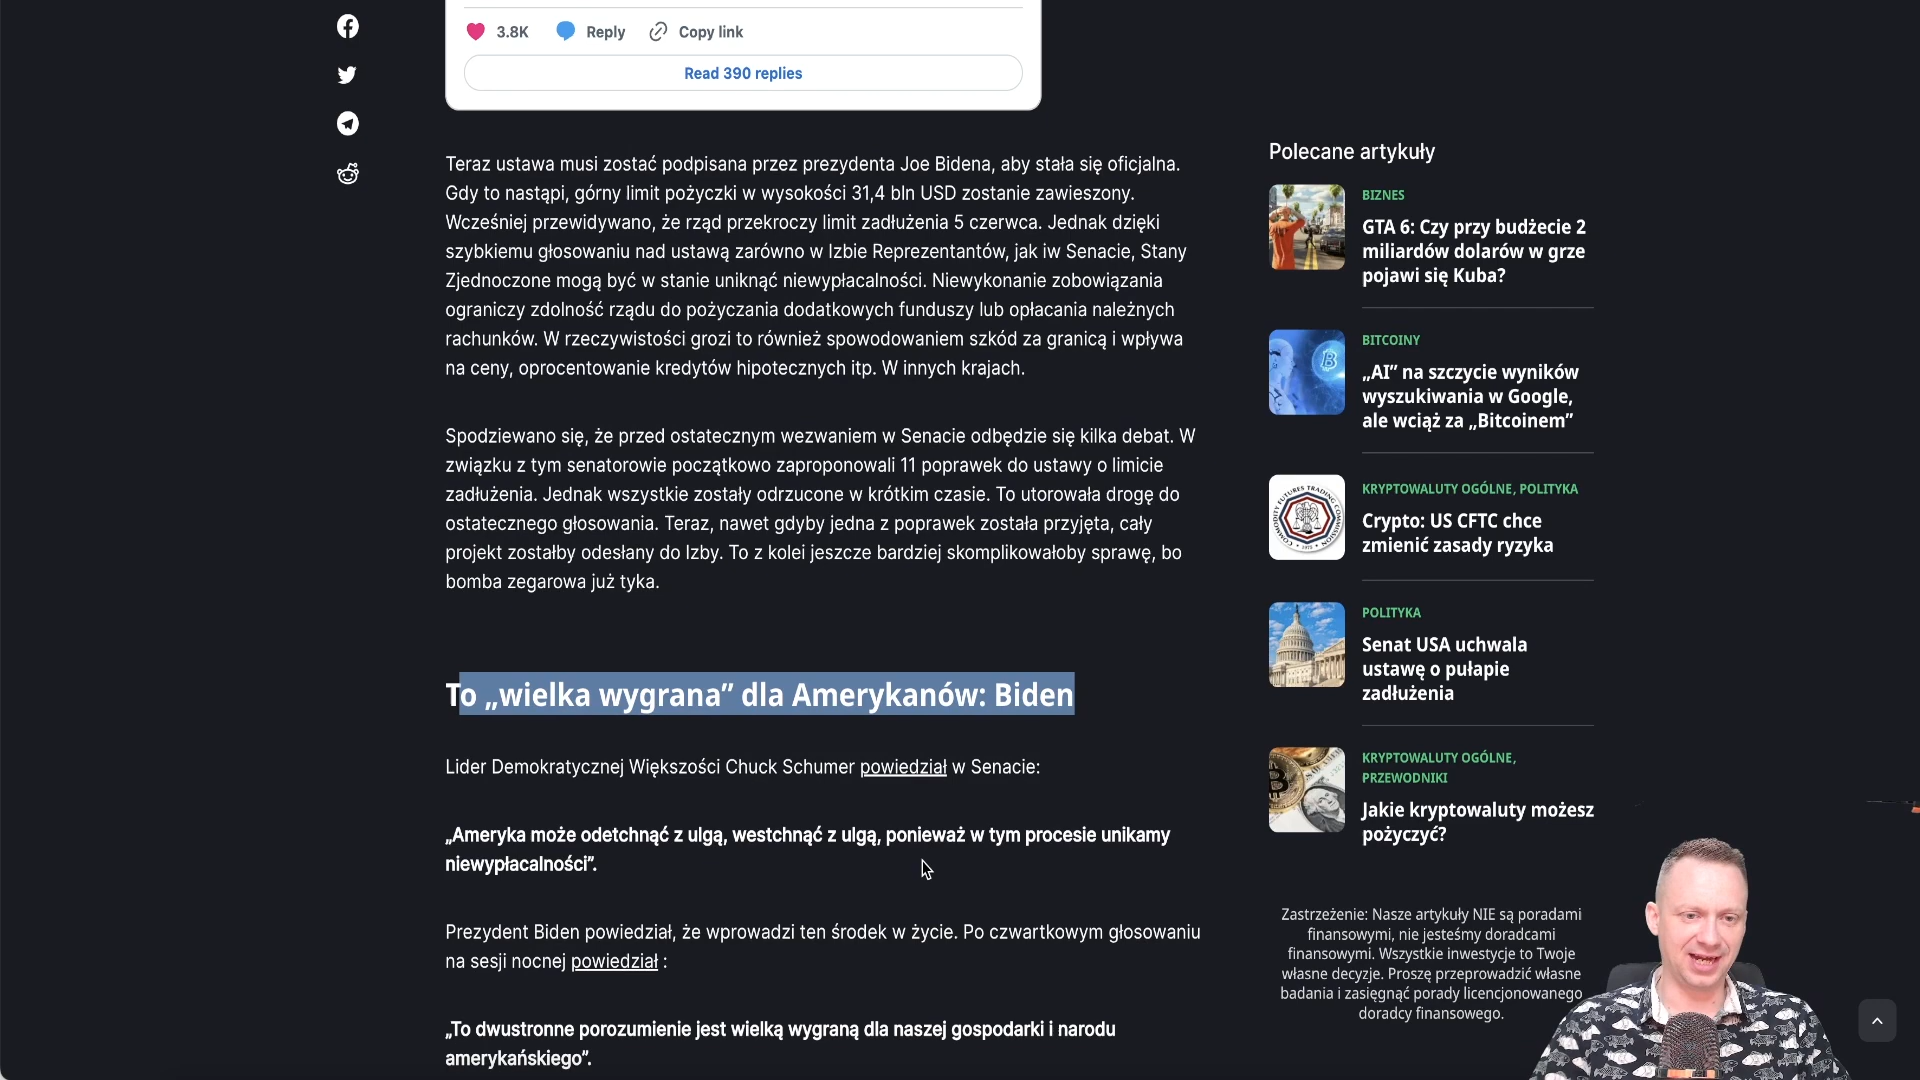 3.8K Reply Copy link
Read 390 replies
Teraz ustawa musi zostać podpisana przez prezydenta Joe Bidena, aby stała się oficjalna.
Gdy to nastąpi, górny limit pożyczki w wysokości 31,4 bln USD zostanie zawieszony.
Wcześniej przewidywano, że rząd przekroczy limit zadłużenia 5 czerwca. Jednak dzięki
szybkiemu głosowaniu nad ustawą zarówno w Izbie Reprezentantów, jak iw Senacie, Stany
Zjednoczone mogą być w stanie uniknąć niewypłacalności. Niewykonanie zobowiązania
ograniczy zdolność rządu do pożyczania dodatkowych funduszy lub opłacania należnych
rachunków. W rzeczywistości grozi to również spowodowaniem szkód za granicą i wpływa
na ceny, oprocentowanie kredytów hipotecznych itp. W innych krajach.
Spodziewano się, że przed ostatecznym wezwaniem w Senacie odbędzie się kilka debat. W
związku z tym senatorowie początkowo zaproponowali 11 poprawek do ustawy o limicie
zadłużenia. Jednak wszystkie zostały odrzucone w krótkim czasie. To utorowała drogę do
ostatecznego głosowania. Teraz, nawet gdyby jedna z poprawek została przyjęta, cały
projekt zostałby odesłany do Izby. To z kolei jeszcze bardziej skomplikowałoby sprawę, bo
bomba zegarowa już tyka.
To „wielka wygrana” dla Amerykanów: Biden
Lider Demokratycznej Większości Chuck Schumer powiedział w Senacie:
„Ameryka może odetchnąć z ulgą, westchnąć z ulgą, ponieważ w tym procesie unikamy
niewypłacalności”.
Prezydent Biden powiedział, że wprowadzi ten środek w życie. Po czwartkowym głosowaniu
na sesji nocnej powiedział :
„To dwustronne porozumienie jest wielką wygraną dla naszej gospodarki i narodu
amerykańskiego”.
Polecane artykuły
BIZNES
GTA 6: Czy przy budżecie 2
miliardów dolarów w grze
pojawi się Kuba?
BITCOINY
„AI” na szczycie wyników
wyszukiwania w Google,
ale wciąż za „Bitcoinem”
KRYPTOWALUTY OGÓLNE, POLITYKA
Crypto: US CFTC chce
zmienić zasady ryzyka
POLITYKA
Senat USA uchwala
ustawę o pułapie
zadłużenia
KRYPTOWALUTY OGÓLNE,
PRZEWODNIKI
Jakie kryptowaluty możesz
pożyczyć?
Zastrzeżenie: Nasze artykuły NIE są poradami
finansowymi, nie jesteśmy doradcami
finansowymi. Wszystkie inwestycje to Twoje
własne decyzje. Proszę przeprowadzić własne
badania i zasięgnąć porady licencjonowanego
doradcy finansowego.